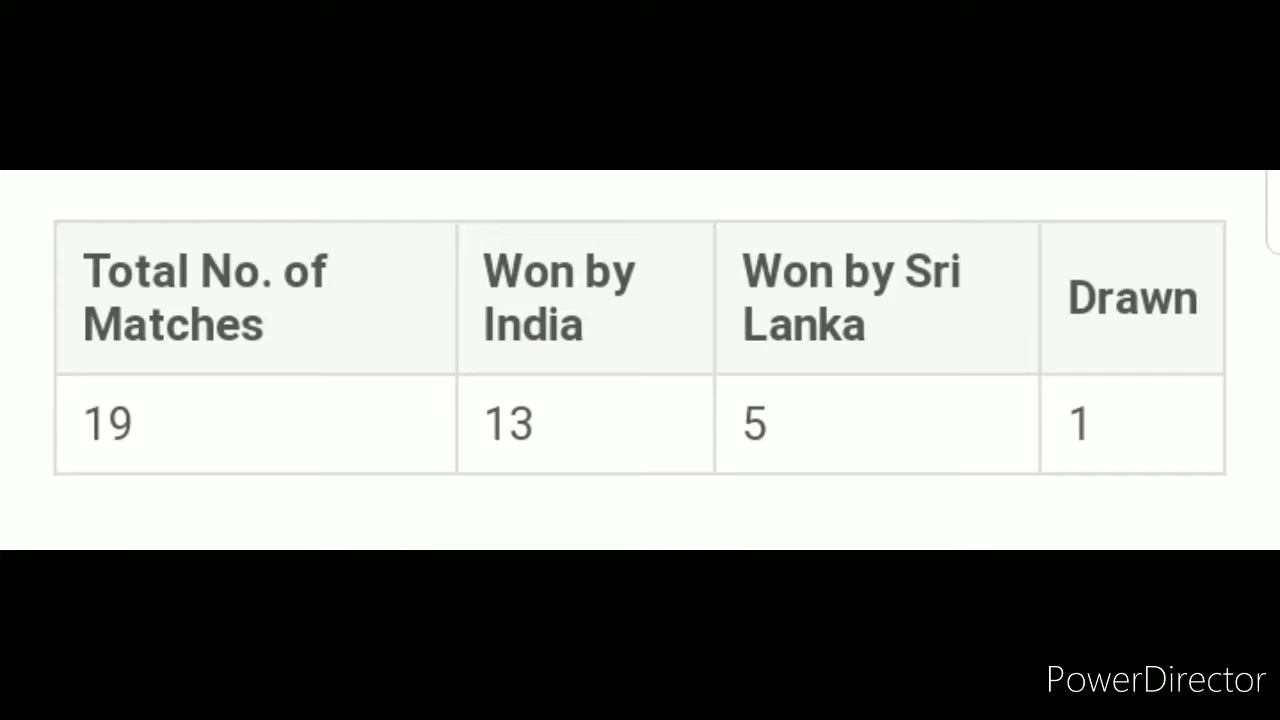 Total No. of Matches
Won by India
Won by Sri Lanka
Drawn
19
13
5
1
PowerDirector